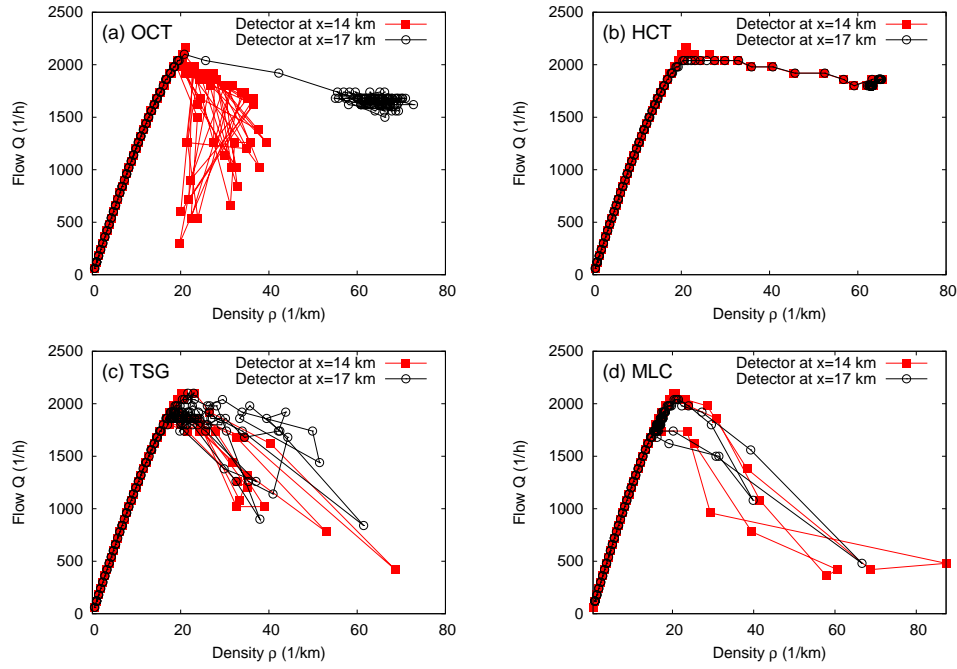 (a) OCT
Detector at x=14 km
Detector at x=17 km
Flow Q (1/h)
2500
2000
1500
1000
500
0
0 20 40 60 80
Density ρ (1/km)
(b) HCT
Detector at x=14 km
Detector at x=17 km
Flow Q (1/h)
2500
2000
1500
1000
500
0
0 20 40 60 80
Density ρ (1/km)
(c) TSG
Detector at x=14 km
Detector at x=17 km
Flow Q (1/h)
2500
2000
1500
1000
500
0
0 20 40 60 80
Density ρ (1/km)
(d) MLC
Detector at x=14 km
Detector at x=17 km
Flow Q (1/h)
2500
2000
1500
1000
500
0
0 20 40 60 80
Density ρ (1/km)